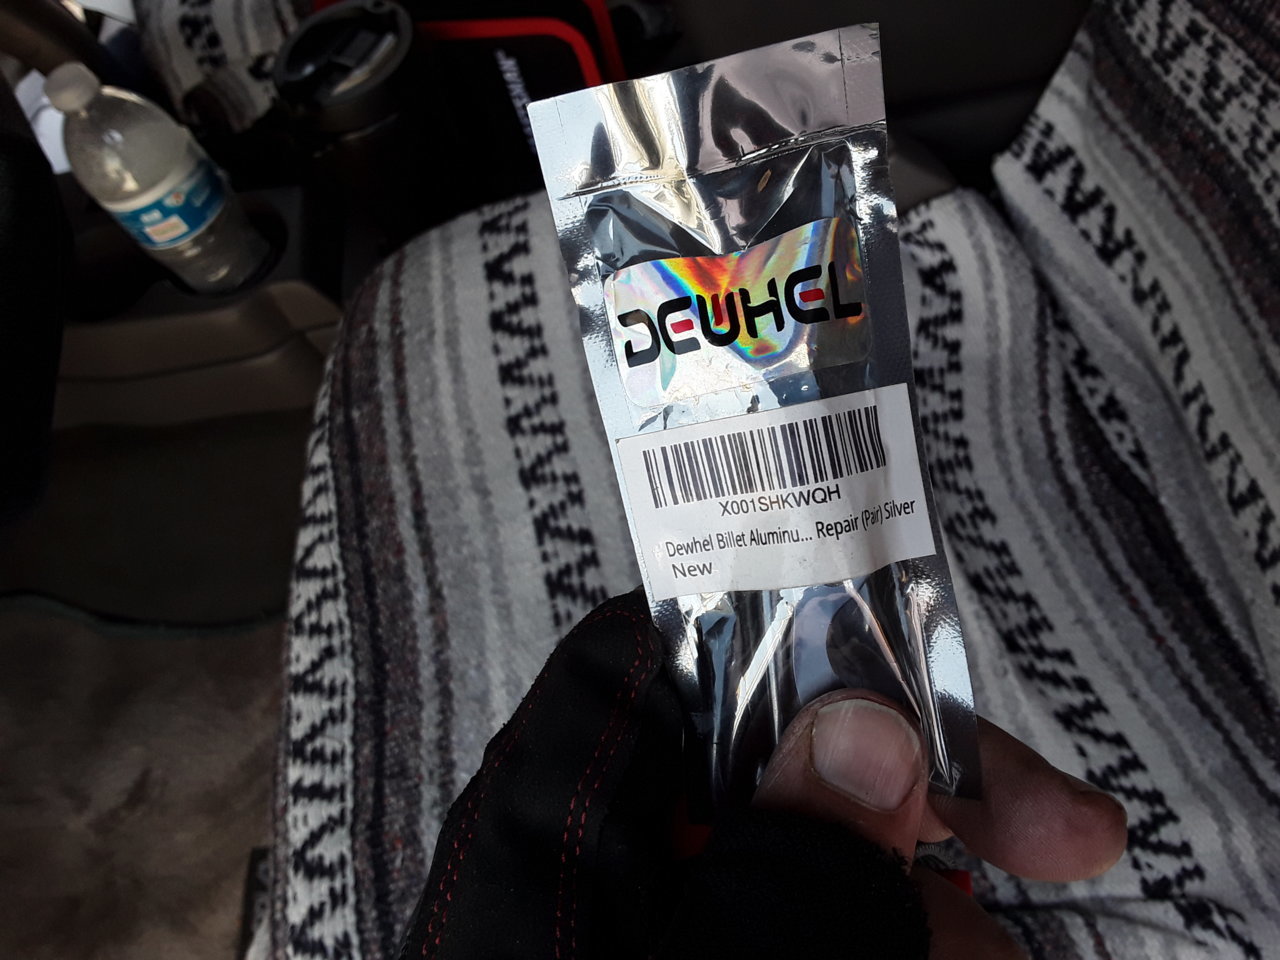 DEWHEL
X001SHKWQH
Dewhel Billet Aluminu... Repair (Pair) Silver
New